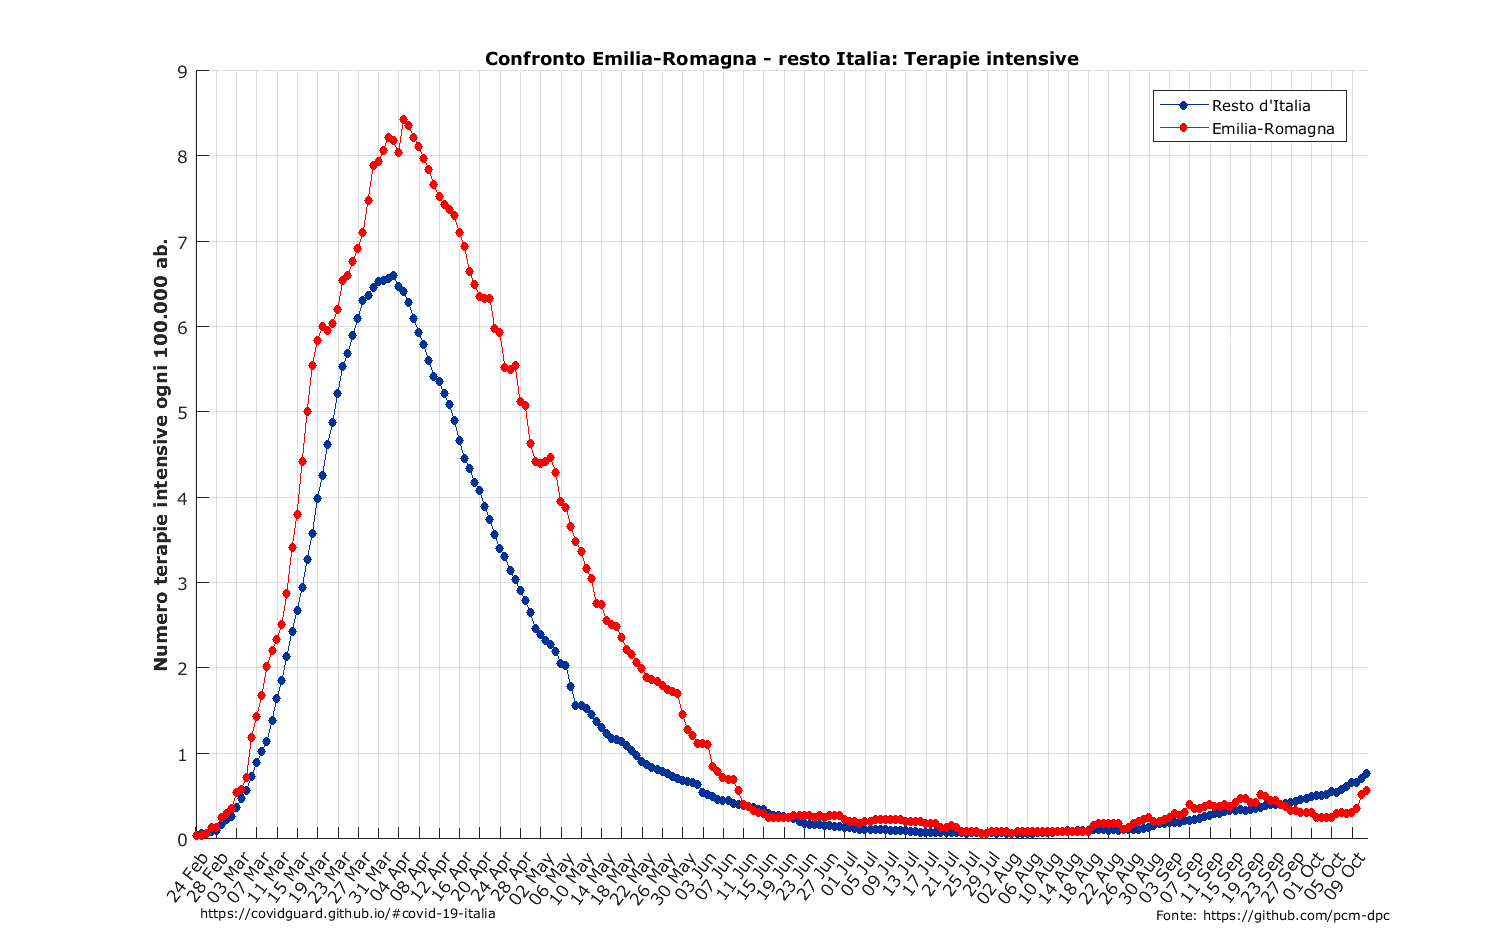 Confronto Emilia-Romagna - resto Italia: Terapie intensive
Resto d'Italia
Emilia-Romagna
Numero terapie intensive ogni 100.000 ab.
9
8
7
6
5
4
3
2
1
0
24 Feb
28 Feb
03 Mar
07 Mar
11 Mar
15 Mar
19 Mar
23 Mar
27 Mar
31 Mar
04 Apr
08 Apr
12 Apr
16 Apr
20 Apr
24 Apr
28 Apr
02 May
06 May
10 May
14 May
18 May
22 May
26 May
30 May
03 Jun
07 Jun
11 Jun
15 Jun
19 Jun
23 Jun
27 Jun
01 Jul
05 Jul
09 Jul
13 Jul
17 Jul
21 Jul
25 Jul
29 Jul
02 Aug
06 Aug
10 Aug
14 Aug
18 Aug
22 Aug
26 Aug
30 Aug
03 Sep
07 Sep
11 Sep
15 Sep
19 Sep
23 Sep
27 Sep
01 Oct
05 Oct
09 Oct
https://covidguard.github.io/#covid-19-italia
Fonte: https://github.com/pcm-dpc